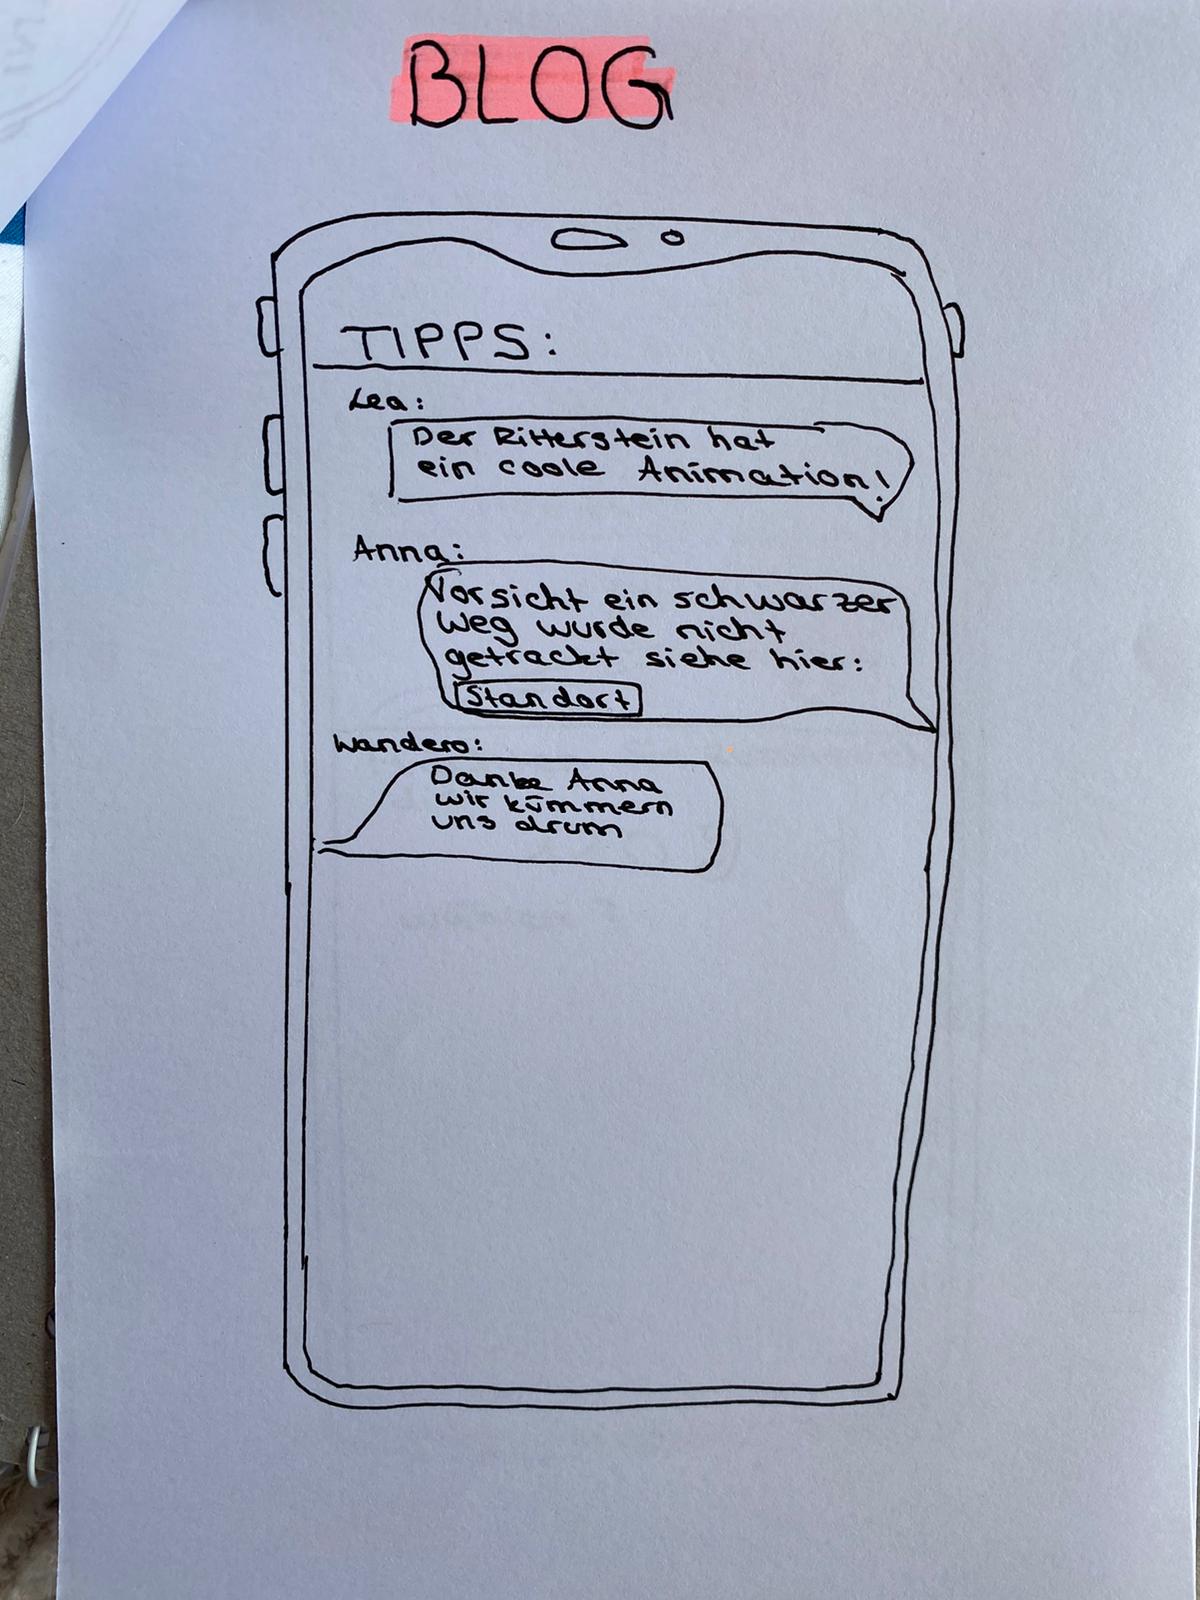 BLOG
TIPPS:
Lea:
Der Ritterstein hat
ein coole Animation!
Anna:
Vorsicht ein schwarzer
Weg wurde nicht
getrackt siehe hier:
Standort
Wandero:
Danke Anna
wir kümmern
uns drum